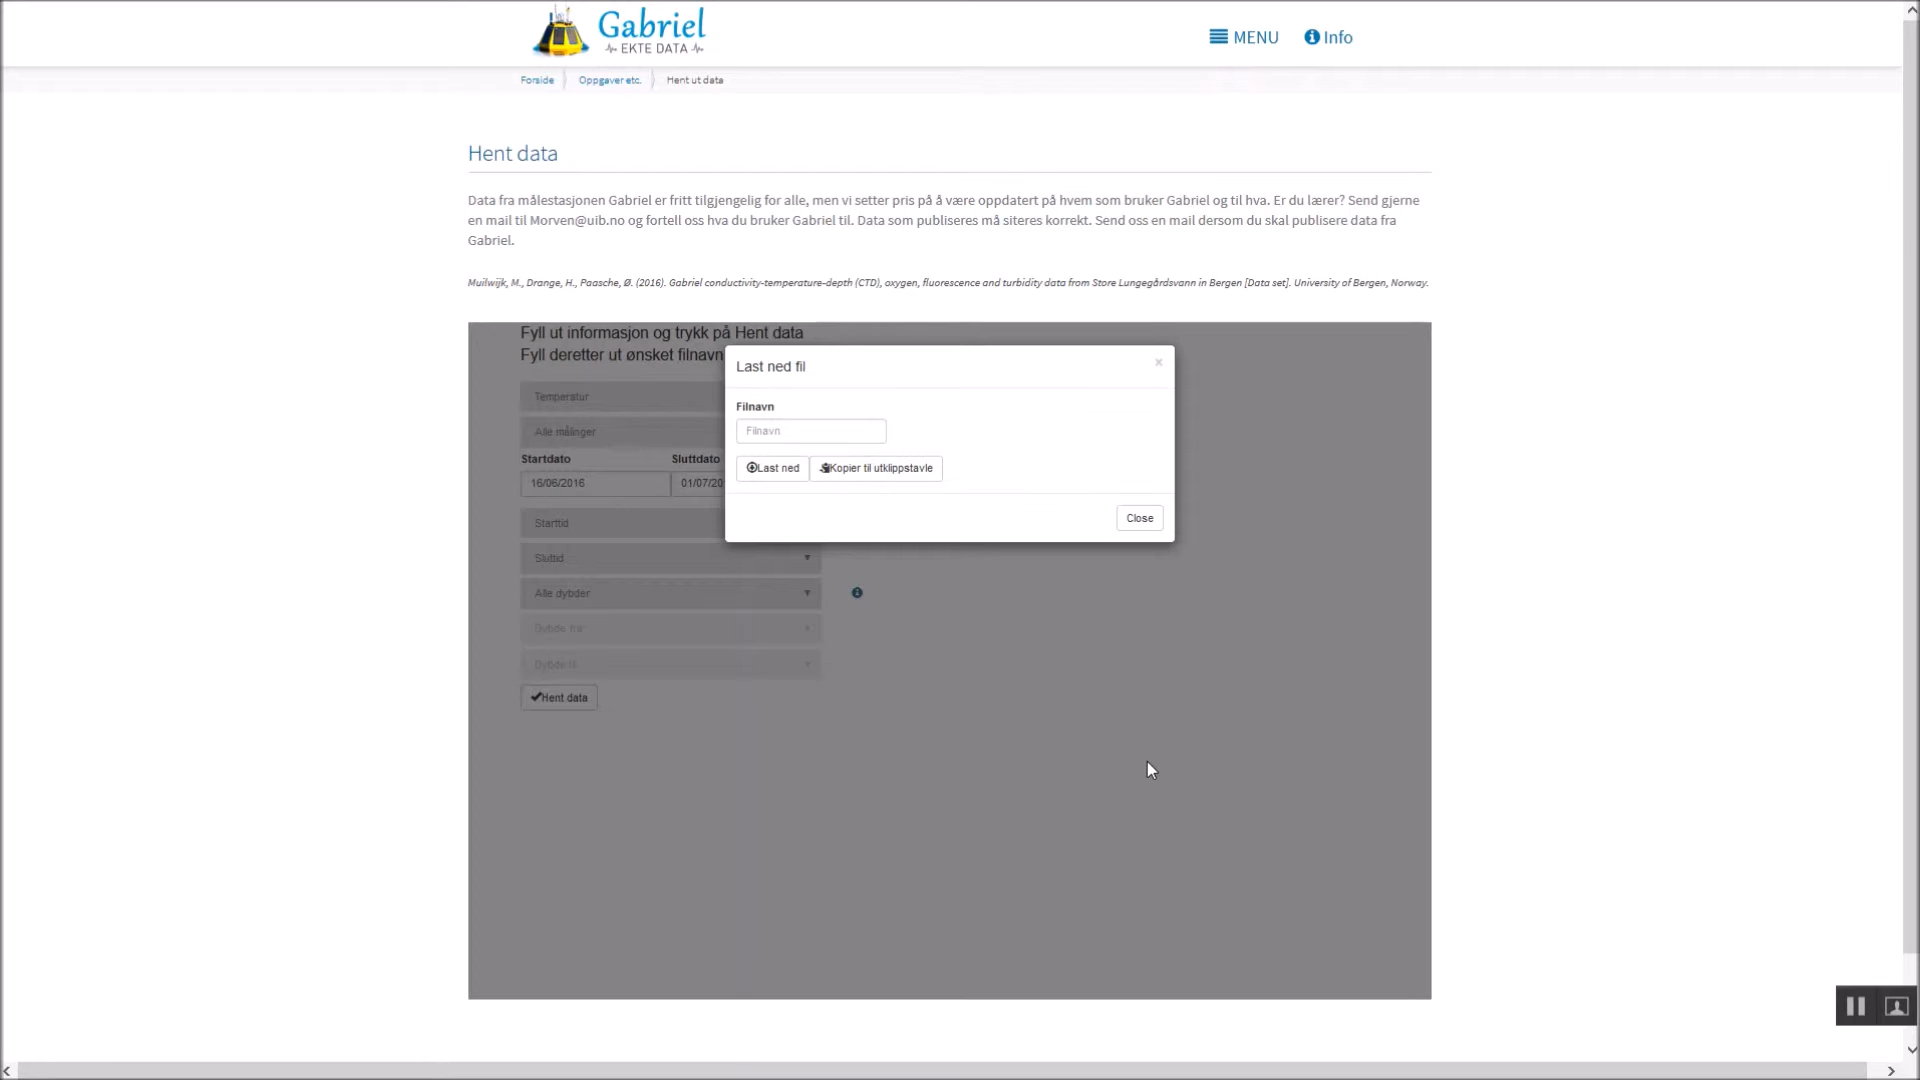 Gabriel
EKTE DATA
MENU
Info
Forside
Oppgaver etc.
Hent ut data
Hent data
Data fra målestasjonen Gabriel er fritt tilgjengelig for alle, men vi setter pris på å være oppdatert på hvem som bruker Gabriel og til hva. Er du lærer? Send gjerne
en mail til Morven@uib.no og fortell oss hva du bruker Gabriel til. Data som publiseres må siteres korrekt. Send oss en mail dersom du skal publisere data fra
Gabriel.
Muilwijk, M., Drange, H., Paasche, Ø. (2016). Gabriel conductivity-temperature-depth (CTD), oxygen, fluorescence and turbidity data from Store Lungegårdsvann in Bergen [Data set]. University of Bergen, Norway.
Fyll ut informasjon og trykk på Hent data
Fyll deretter ut ønsket filnavn
Last ned fil
×
Filnavn
Filnavn
Last ned
Kopier til utklippstavle
Close
Temperatur
Alle målinger
Startdato
Sluttdato
16/06/2016
01/07/20
Starttid
Sluttid
Alle dybder
Dybde fra
Dybde til
Hent data